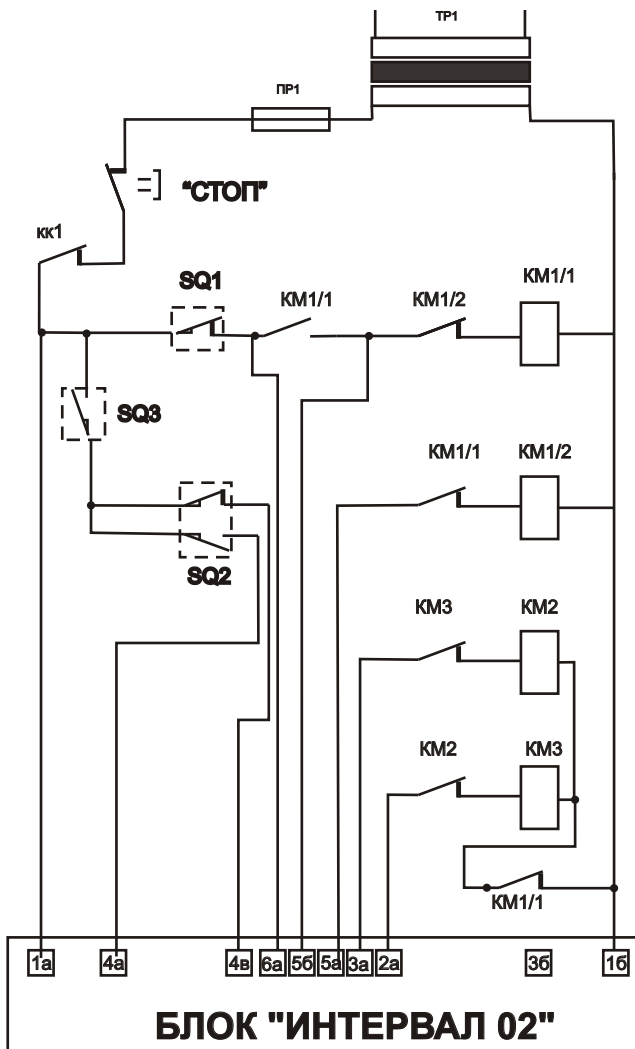 ТР1
ПР1
"СТОП"
кк1
SQ1
КМ1/1
КМ1/2
КМ1/1
SQ3
КМ1/1
КМ1/2
SQ2
КМ3
КМ2
КМ2
КМ3
КМ1/1
1а 4а 4в 6а 5б 5а 3а 2а 3б 1б
БЛОК "ИНТЕРВАЛ 02"